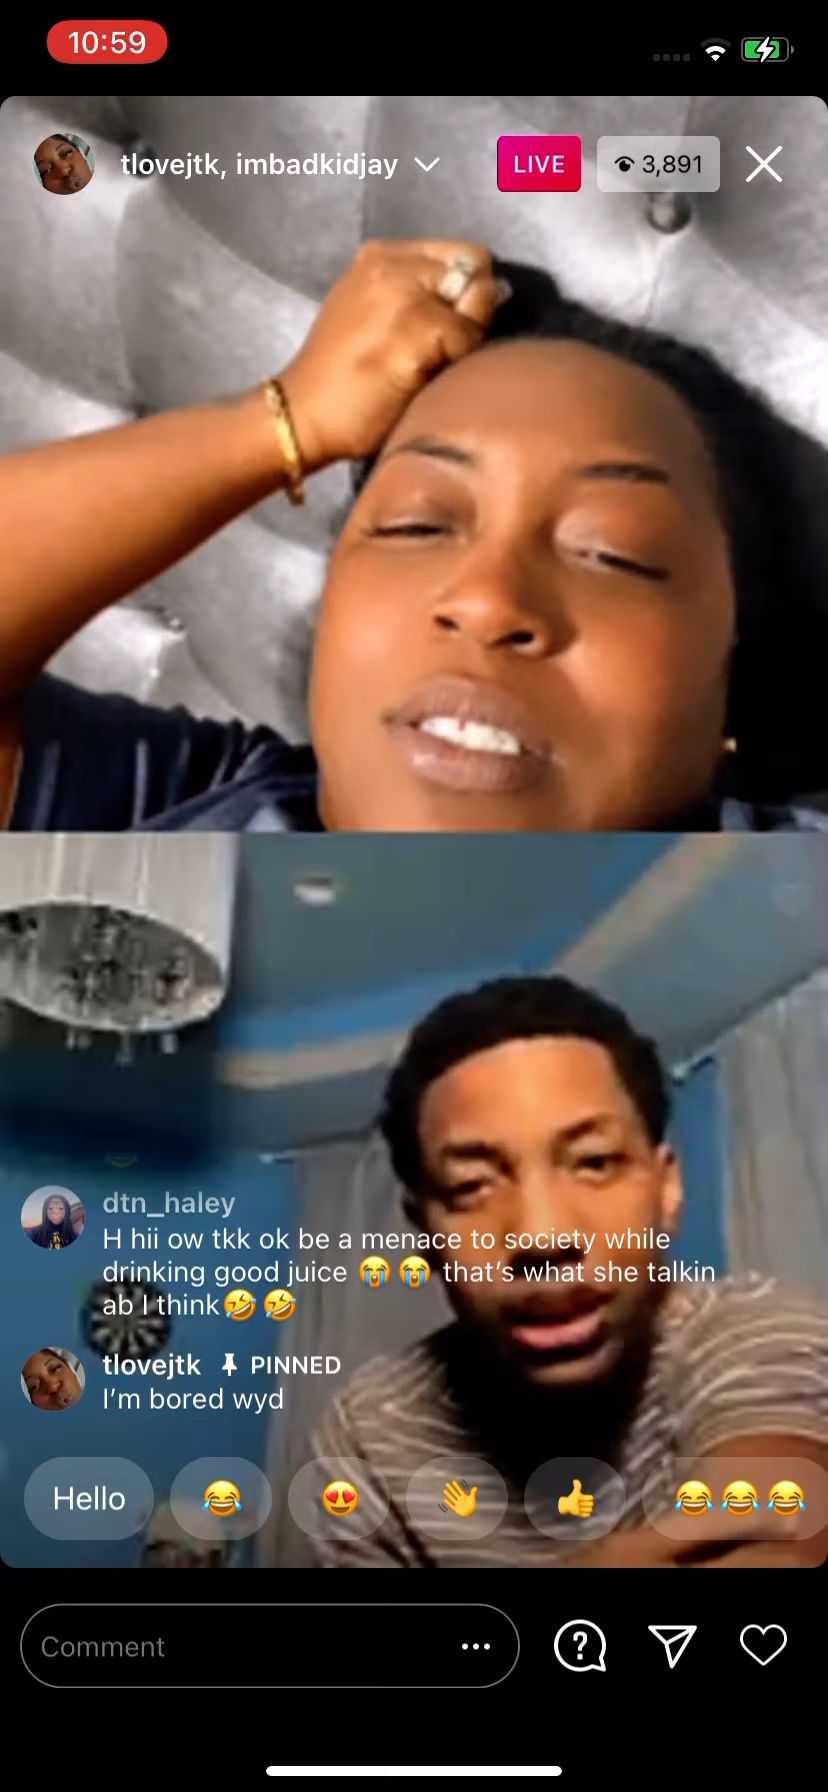 10:59
tlovejtk, imbadkidjay
LIVE
3,891
dtn_haley
H hii ow tkk ok be a menace to society while
drinking good juice 😭 😭 that's what she talkin
ab I think🤣🤣
tlovejtk PINNED
I'm bored wyd
Hello 😂 😍 👋 👍 😂😂😂
Comment